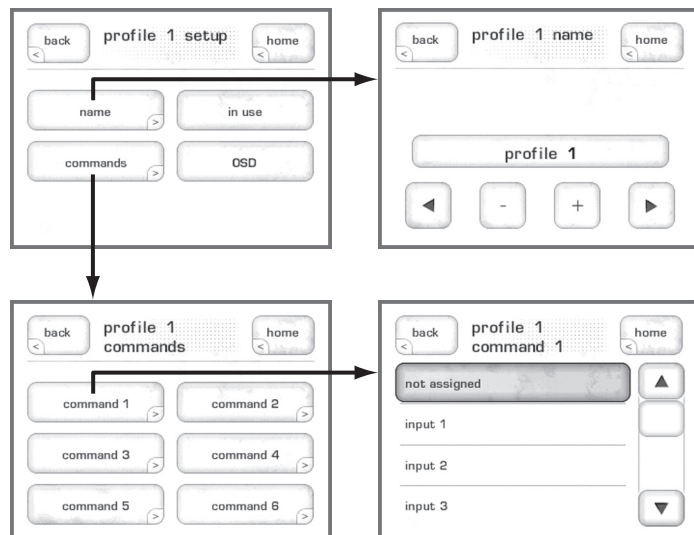 back
profile 1 setup
home
<
<
name
in use
>
commands
OSD
>
back
profile 1 name
home
<
<
profile 1
-
+
back
profile 1
commands
home
<
<
command 1
command 2
>
>
command 3
command 4
>
>
command 5
command 6
>
>
back
profile 1
command 1
home
<
<
not assigned
input 1
input 2
input 3